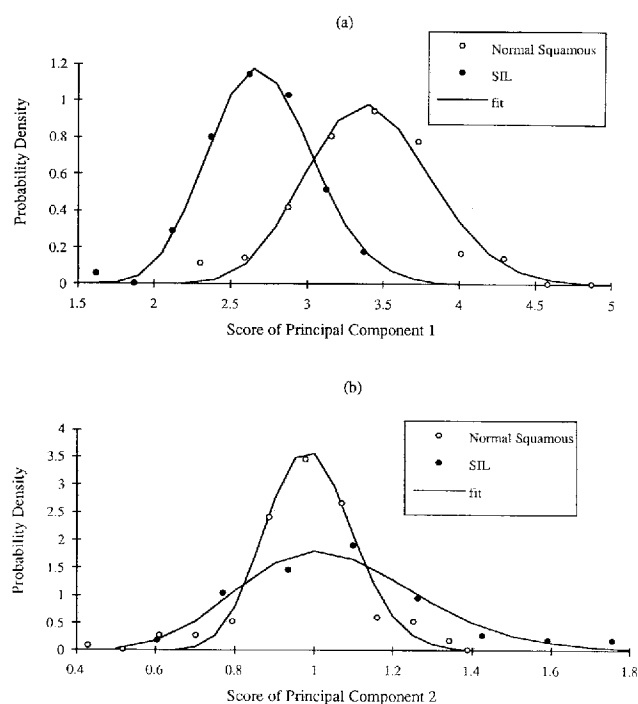 (a)
Normal Squamous
SIL
fit
Probability Density
1.2
1
0.8
0.6
0.4
0.2
0
1.5 2 2.5 3 3.5 4 4.5 5
Score of Principal Component 1
(b)
Normal Squamous
SIL
fit
Probability Density
4
3.5
3
2.5
2
1.5
1
0.5
0
0.4 0.6 0.8 1 1.2 1.4 1.6 1.8
Score of Principal Component 2